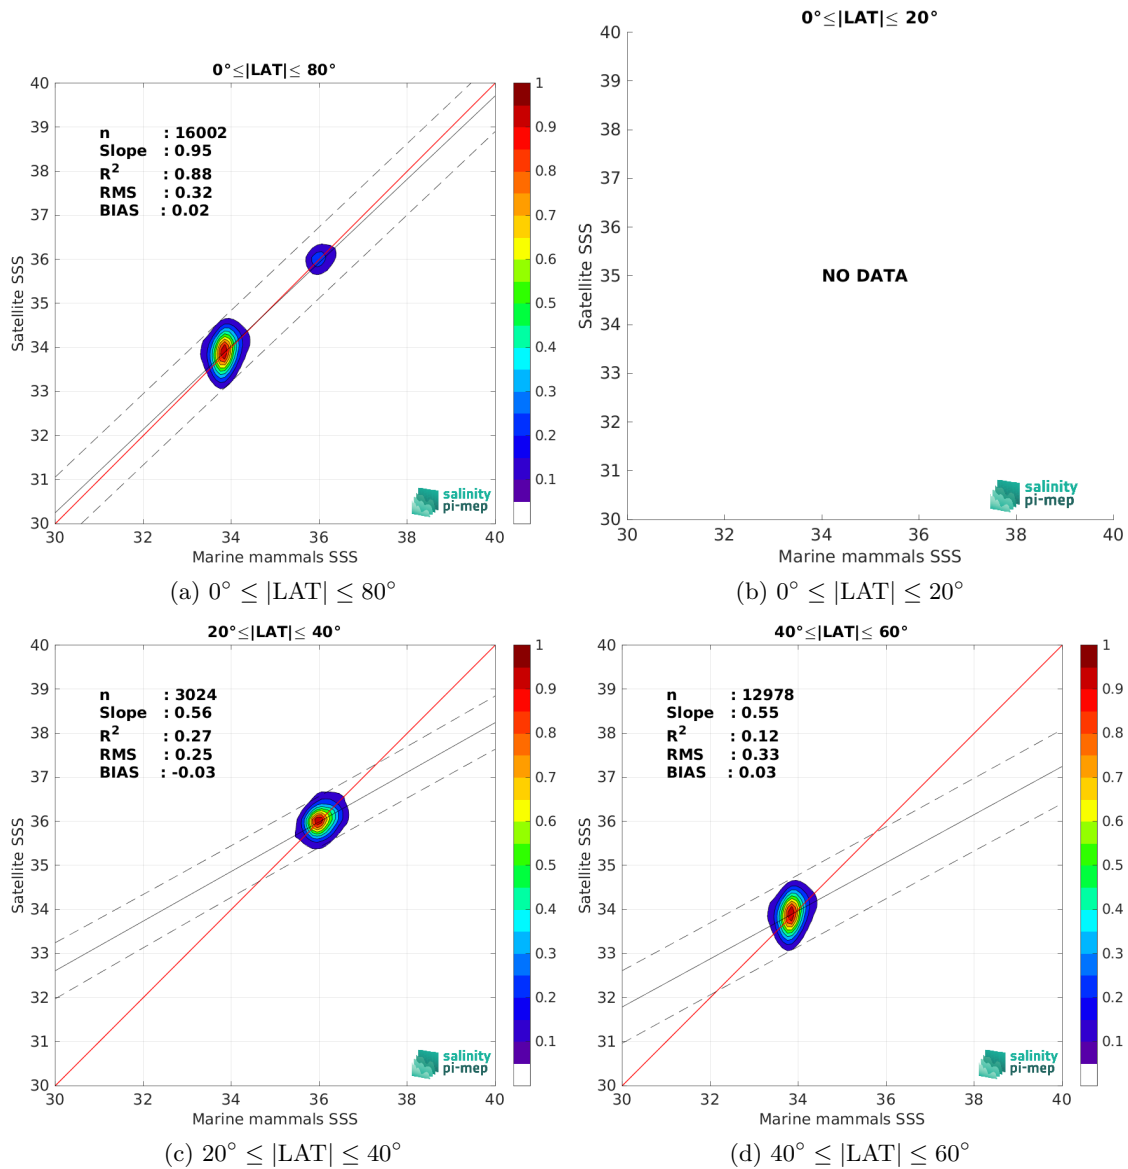 0°≤|LAT|≤ 80°
40
39
38
37
36
35
34
33
32
31
30
30 32 34 36 38 40
Satellite SSS
Marine mammals SSS
n : 16002
Slope : 0.95
R² : 0.88
RMS : 0.32
BIAS : 0.02
salinity
pi-mep
1
0.9
0.8
0.7
0.6
0.5
0.4
0.3
0.2
0.1
(a) 0° ≤ |LAT| ≤ 80°
0°≤|LAT|≤ 20°
40
39
38
37
36
35
34
33
32
31
30
30 32 34 36 38 40
Satellite SSS
Marine mammals SSS
NO DATA
salinity
pi-mep
(b) 0° ≤ |LAT| ≤ 20°
20°≤|LAT|≤ 40°
40
39
38
37
36
35
34
33
32
31
30
30 32 34 36 38 40
Satellite SSS
Marine mammals SSS
n : 3024
Slope : 0.56
R² : 0.27
RMS : 0.25
BIAS : -0.03
salinity
pi-mep
1
0.9
0.8
0.7
0.6
0.5
0.4
0.3
0.2
0.1
(c) 20° ≤ |LAT| ≤ 40°
40°≤|LAT|≤ 60°
40
39
38
37
36
35
34
33
32
31
30
30 32 34 36 38 40
Satellite SSS
Marine mammals SSS
n : 12978
Slope : 0.55
R² : 0.12
RMS : 0.33
BIAS : 0.03
salinity
pi-mep
1
0.9
0.8
0.7
0.6
0.5
0.4
0.3
0.2
0.1
(d) 40° ≤ |LAT| ≤ 60°